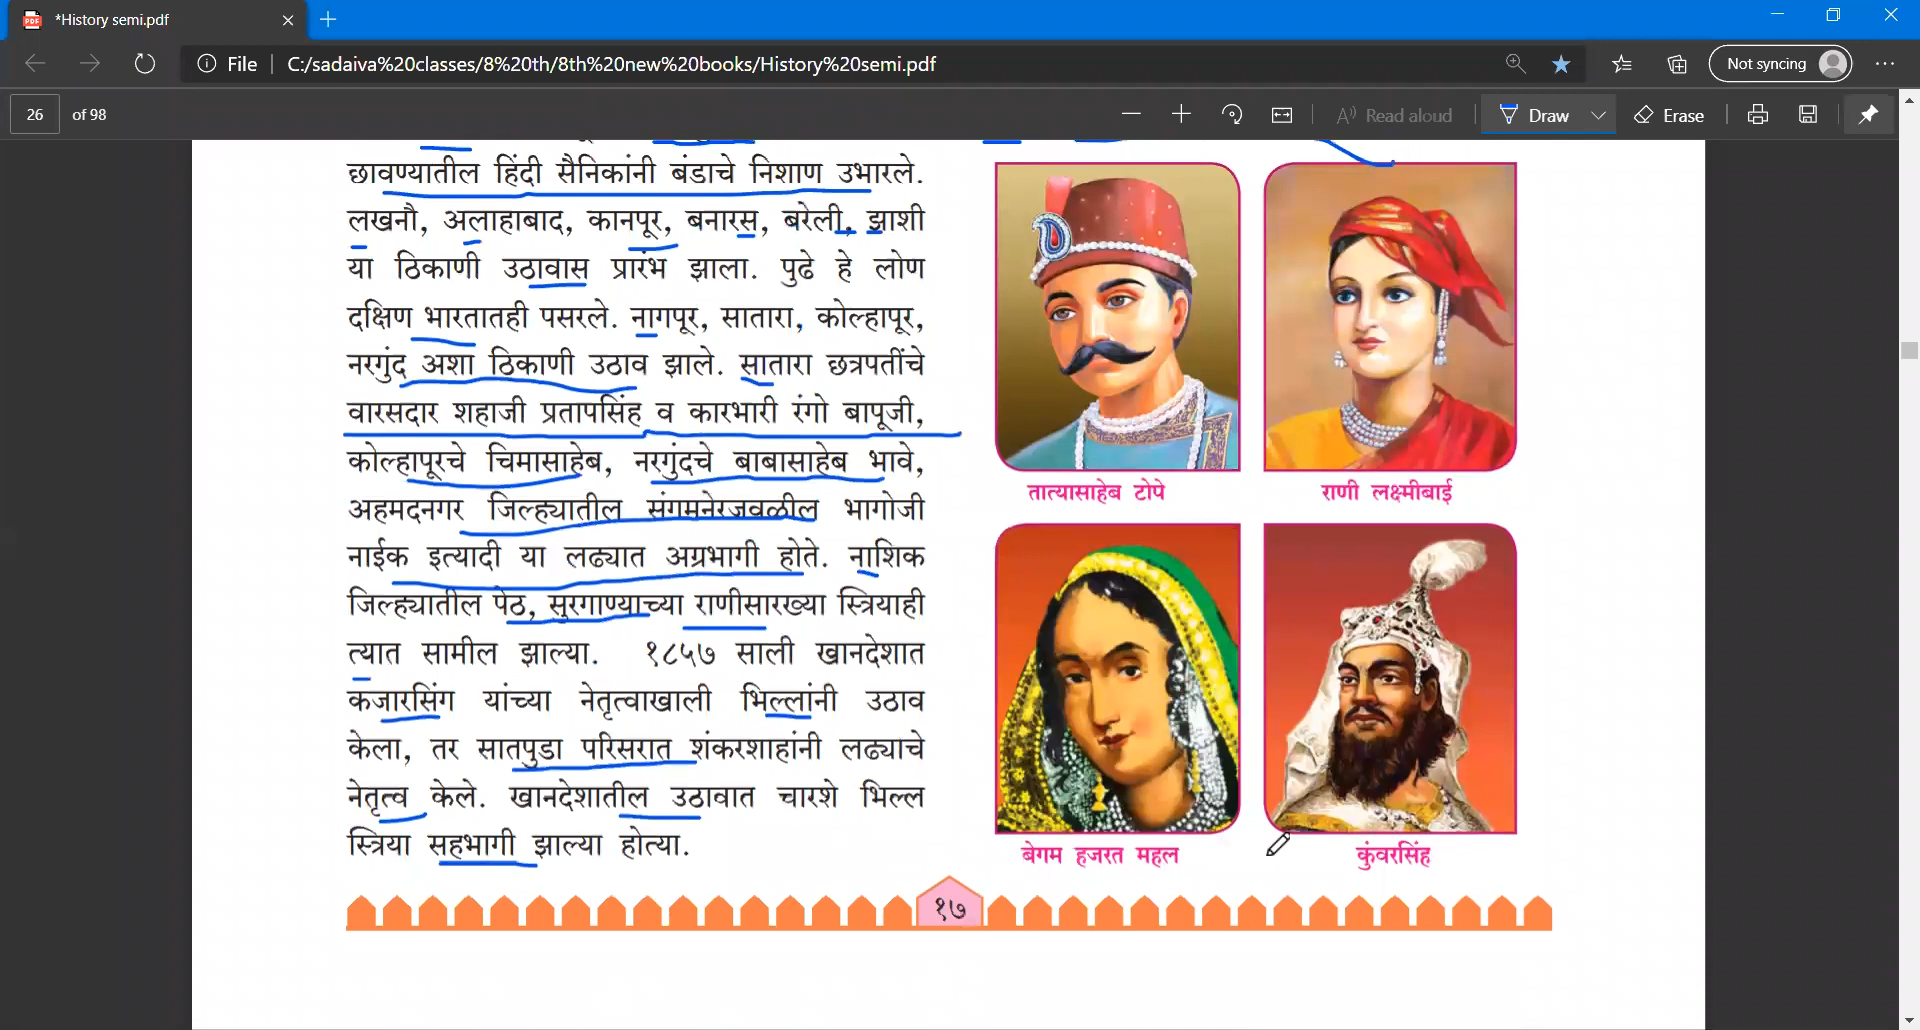 *History semi.pdf
File
C:/sadaiva%20classes/8%20th/8th%20new%20books/History%20semi.pdf
Not syncing
26 of 98
Read aloud
Draw
Erase
छावण्यातील हिंदी सैनिकांनी बंडाचे निशाण उभारले.
लखनौ, अलाहाबाद, कानपूर, बनारस, बरेली, झाशी
या ठिकाणी उठावास प्रारंभ झाला. पुढे हे लोण
दक्षिण भारतातही पसरले. नागपूर, सातारा, कोल्हापूर,
नरगुंद अशा ठिकाणी उठाव झाले. सातारा छत्रपतींचे
वारसदार शहाजी प्रतापसिंह व कारभारी रंगो बापूजी,
कोल्हापूरचे चिमासाहेब, नरगुंदचे बाबासाहेब भावे,
अहमदनगर जिल्ह्यातील संगमनेरजवळील भागोजी
नाईक इत्यादी या लढ्यात अग्रभागी होते. नाशिक
जिल्ह्यातील पेठ, सुरगाण्याच्या राणीसारख्या स्त्रियाही
त्यात सामील झाल्या. १८५७ साली खानदेशात
कजारसिंग यांच्या नेतृत्वाखाली भिल्लांनी उठाव
केला, तर सातपुडा परिसरात शंकरशाहांनी लढ्याचे
नेतृत्व केले. खानदेशातील उठावात चारशे भिल्ल
स्त्रिया सहभागी झाल्या होत्या.
तात्यासाहेब टोपे
राणी लक्ष्मीबाई
बेगम हजरत महल
कुंवरसिंह
१७